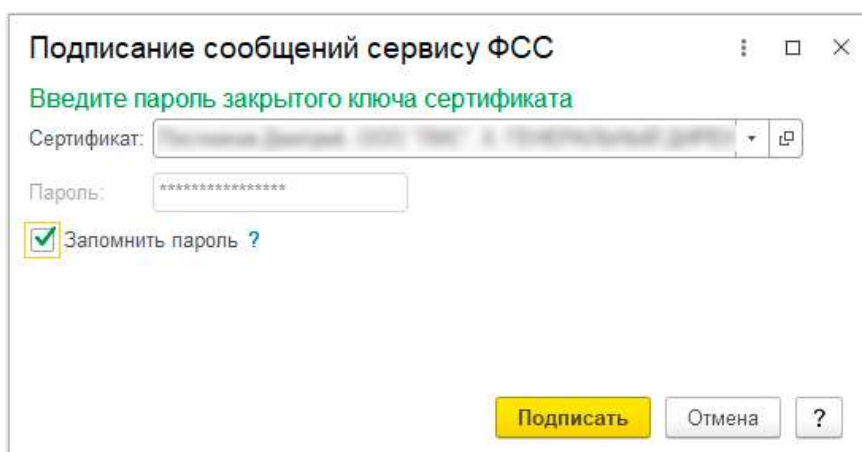 Подписание сообщений сервису ФСС
Введите пароль закрытого ключа сертификата
Сертификат:
Пароль: ****************
Запомнить пароль ?
Подписать Отмена ?